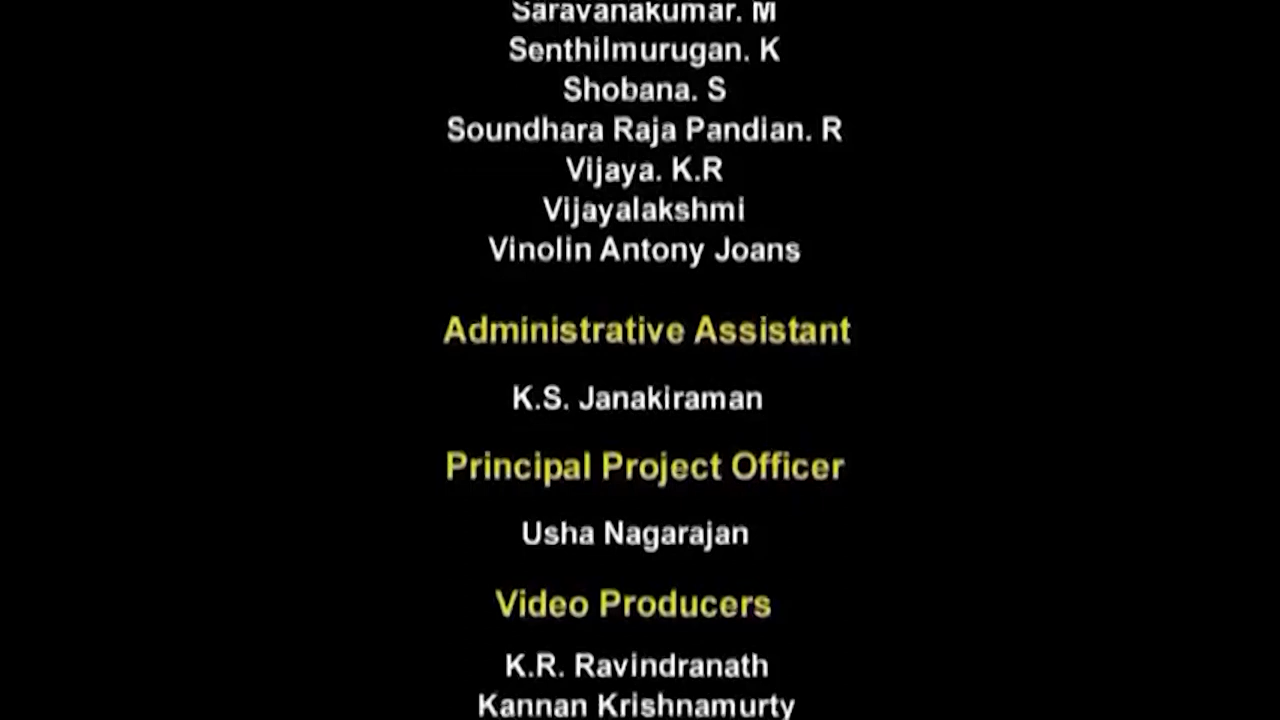 Saravanakumar. M
Senthilmurugan. K
Shobana. S
Soundhara Raja Pandian. R
Vijaya. K.R
Vijayalakshmi
Vinolin Antony Joans
Administrative Assistant
K.S. Janakiraman
Principal Project Officer
Usha Nagarajan
Video Producers
K.R. Ravindranath
Kannan Krishnamurty